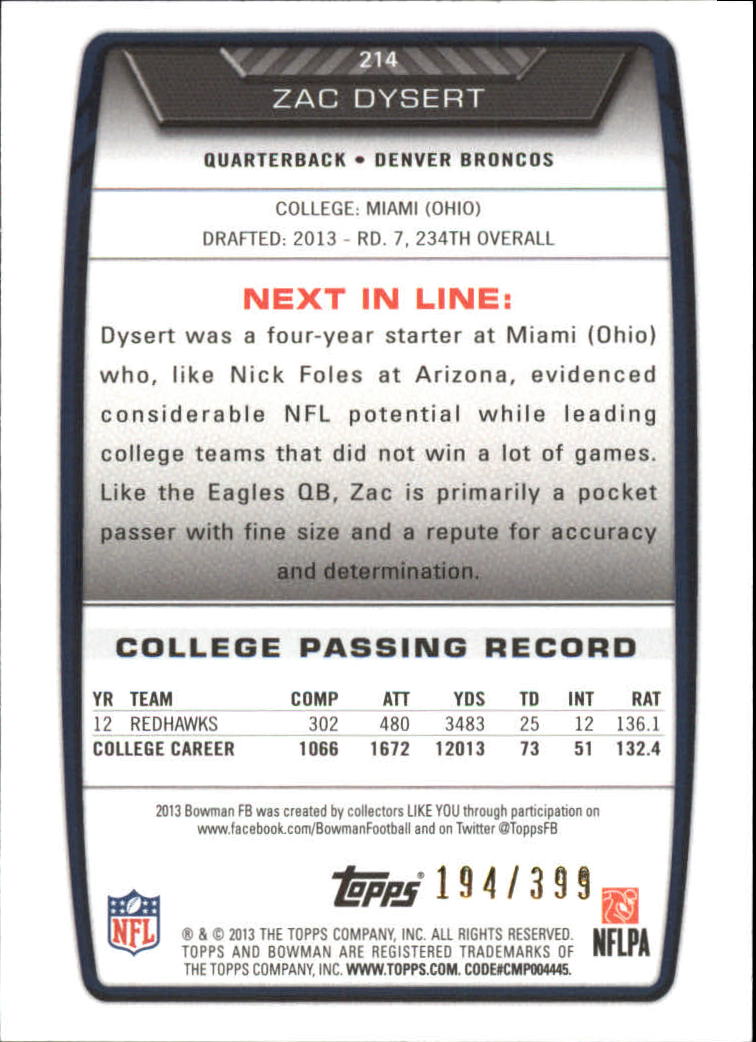 214
ZAC DYSERT
QUARTERBACK • DENVER BRONCOS
COLLEGE: MIAMI (OHIO)
DRAFTED: 2013 - RD. 7, 234TH OVERALL
NEXT IN LINE:
Dysert was a four-year starter at Miami (Ohio)
who, like Nick Foles at Arizona, evidenced
considerable NFL potential while leading
college teams that did not win a lot of games.
Like the Eagles QB, Zac is primarily a pocket
passer with fine size and a repute for accuracy
and determination.
COLLEGE PASSING RECORD
YR TEAM COMP ATT YDS TD INT RAT
12 REDHAWKS 302 480 3483 25 12 136.1
COLLEGE CAREER 1066 1672 12013 73 51 132.4
2013 Bowman FB was created by collectors LIKE YOU through participation on
www.facebook.com/BowmanFootball and on Twitter @ToppsFB
Topps® 194/399
NFL
NFLPA
® & © 2013 THE TOPPS COMPANY, INC. ALL RIGHTS RESERVED.
TOPPS AND BOWMAN ARE REGISTERED TRADEMARKS OF
THE TOPPS COMPANY, INC. WWW.TOPPS.COM. CODE#CMP004445.